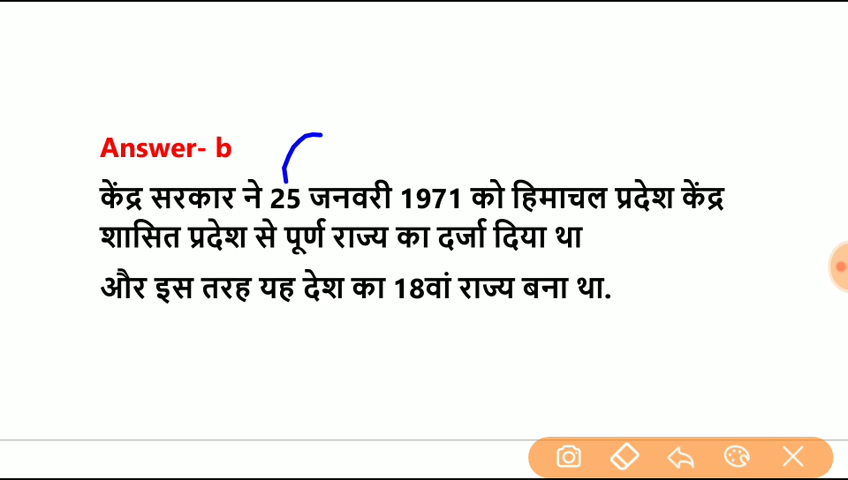 Answer- b
केंद्र सरकार ने 25 जनवरी 1971 को हिमाचल प्रदेश केंद्र
शासित प्रदेश से पूर्ण राज्य का दर्जा दिया था
और इस तरह यह देश का 18वां राज्य बना था.